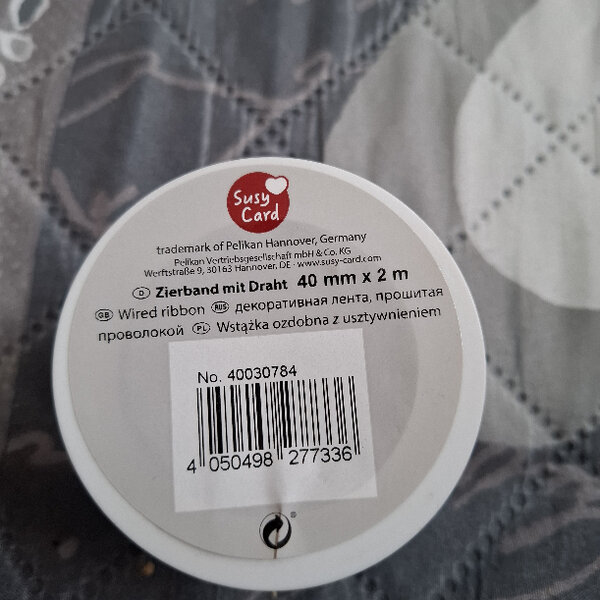 Susy
Card
trademark of Pelikan Hannover, Germany
Pelikan Vertriebsgesellschaft mbH & Co. KG
Werftstraße 9, 30163 Hannover, DE · www.susy-card.com
D Zierband mit Draht 40 mm x 2 m
GB Wired ribbon RUS декоративная лента, прошитая
проволокой PL Wstążka ozdobna z usztywnieniem
No. 40030784
4 050498 277336
®